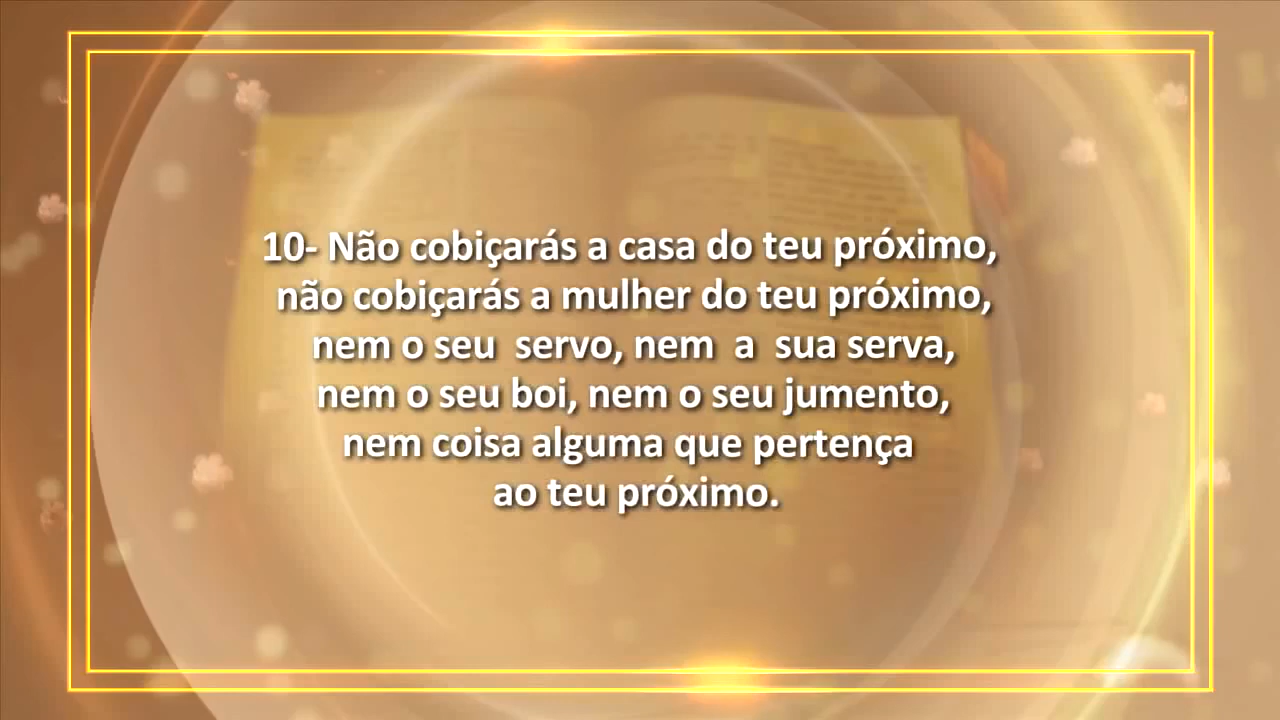 10- Não cobiçarás a casa do teu próximo,
não cobiçarás a mulher do teu próximo,
nem o seu servo, nem a sua serva,
nem o seu boi, nem o seu jumento,
nem coisa alguma que pertença
ao teu próximo.